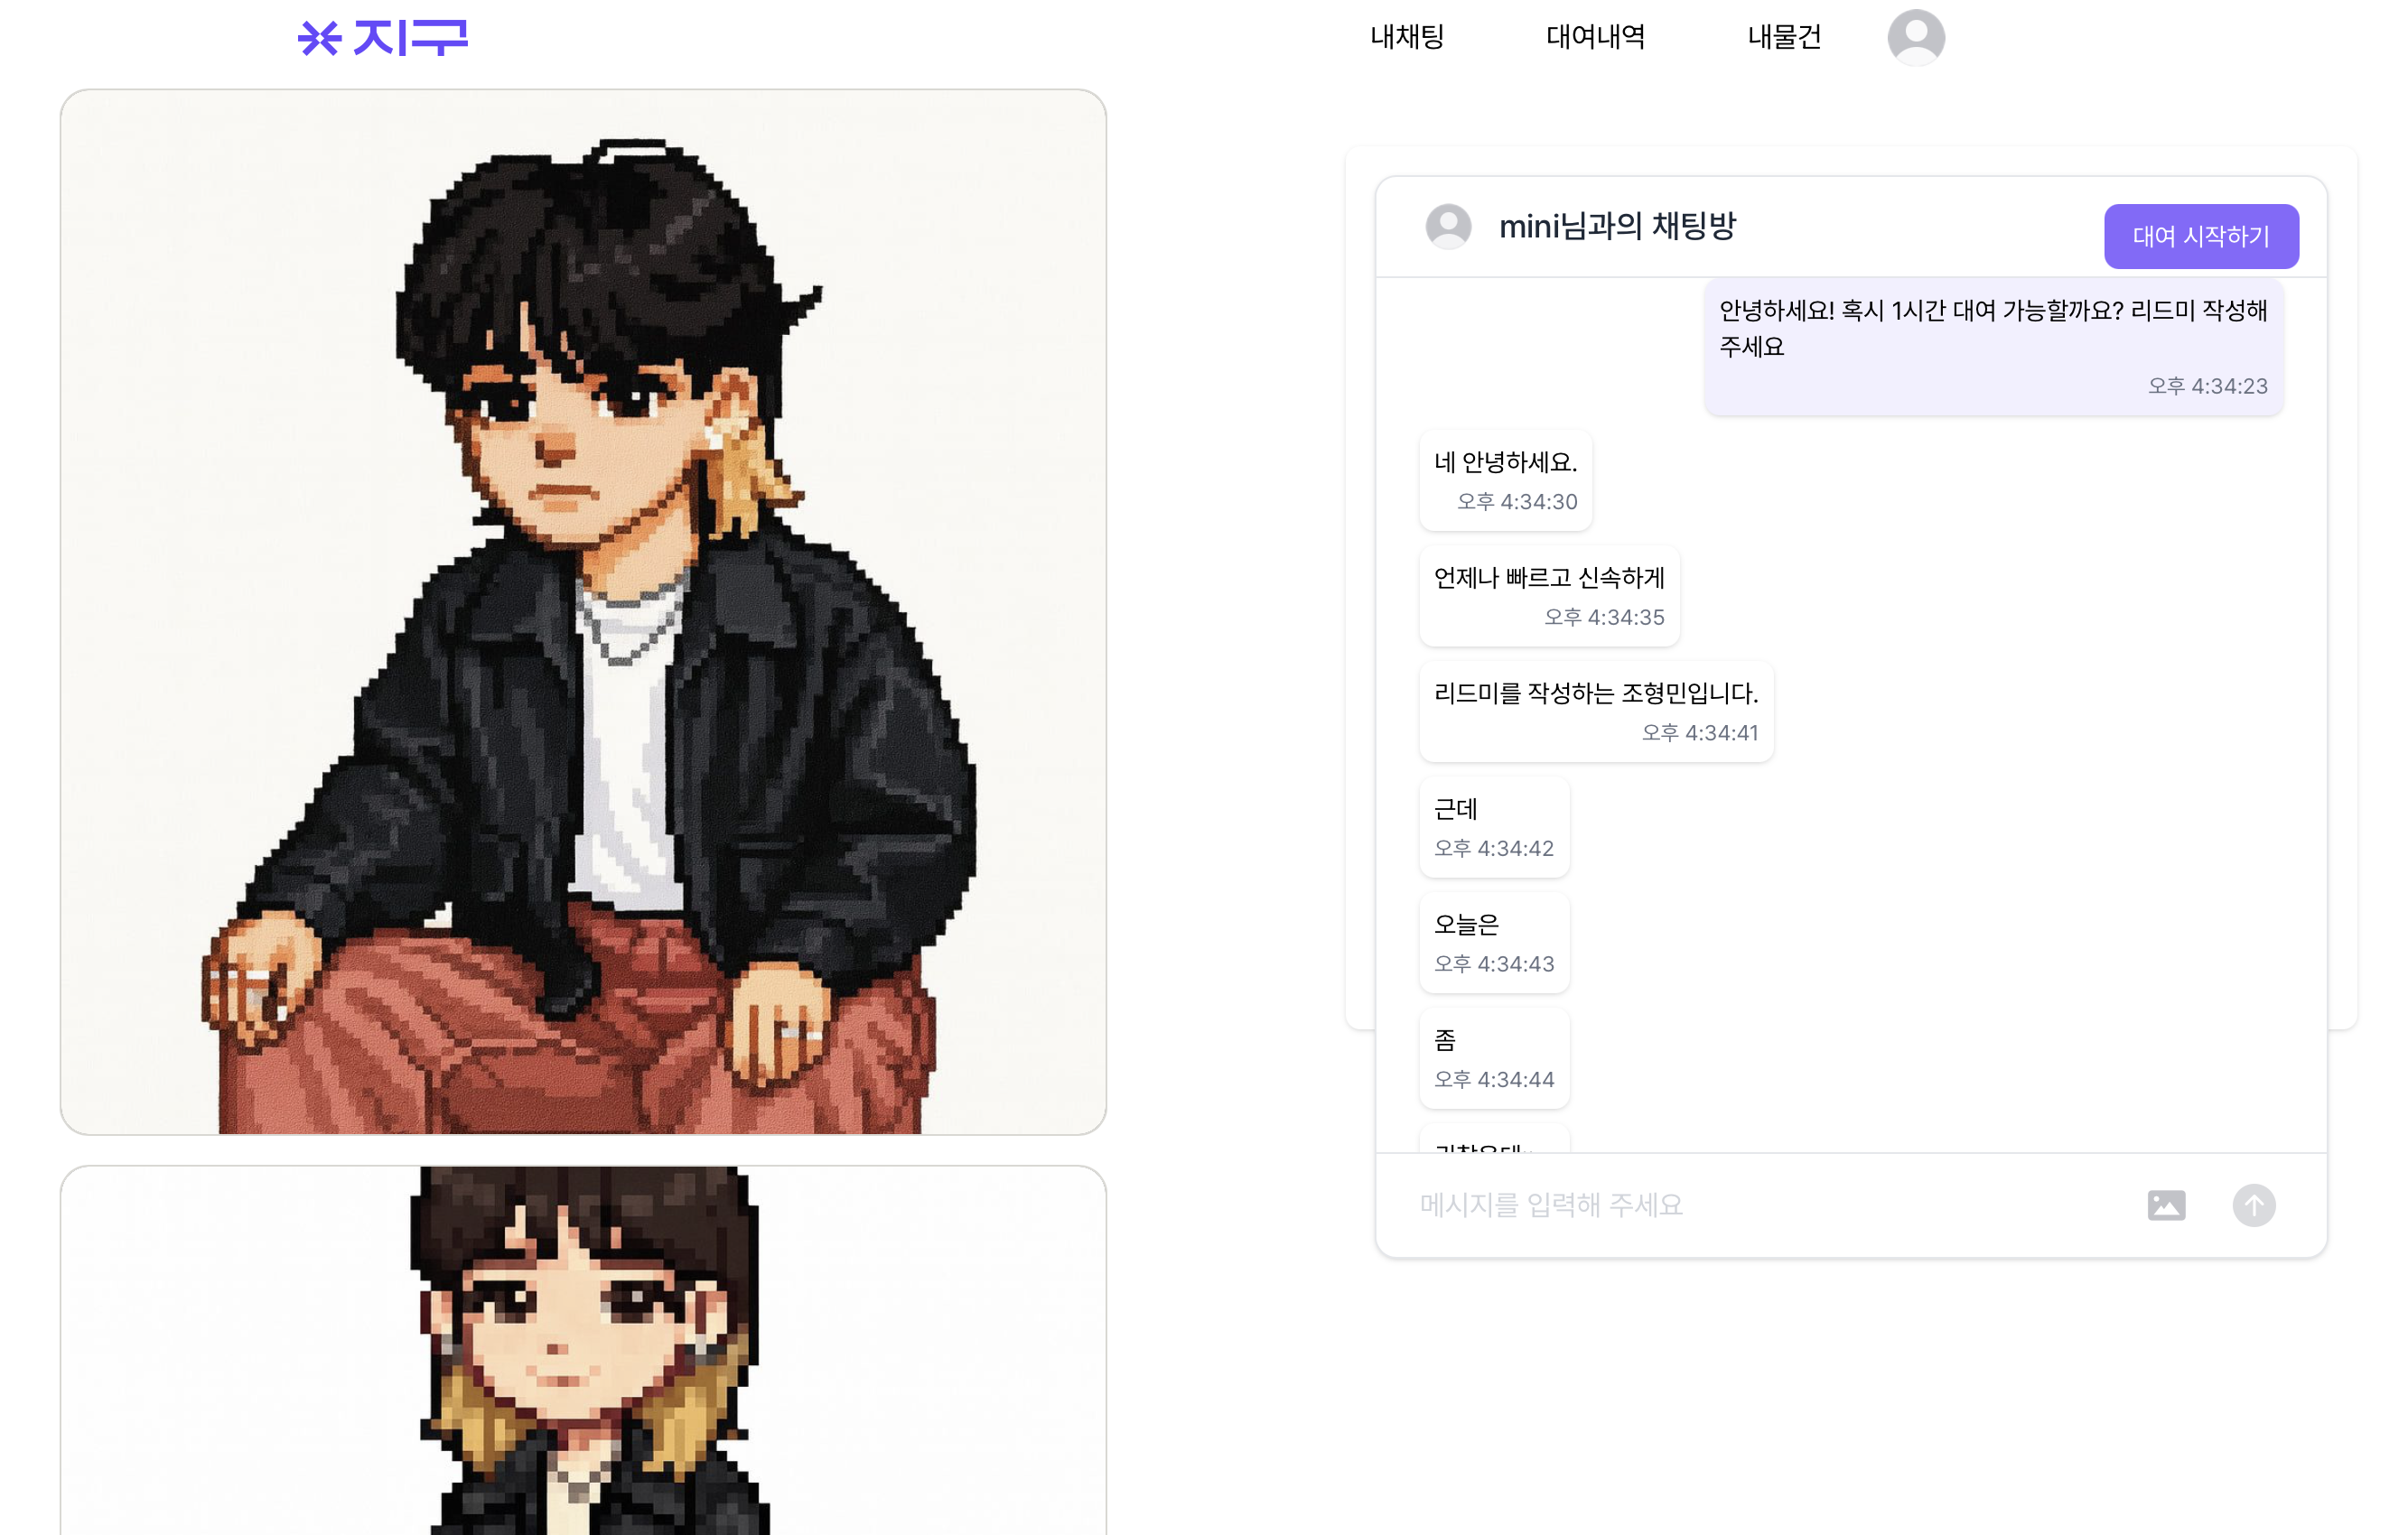 지구
내채팅
대여내역
내물건
mini님과의 채팅방
대여 시작하기
안녕하세요! 혹시 1시간 대여 가능할까요? 리드미 작성해
주세요
오후 4:34:23
네 안녕하세요.
오후 4:34:30
언제나 빠르고 신속하게
오후 4:34:35
리드미를 작성하는 조형민입니다.
오후 4:34:41
근데
오후 4:34:42
오늘은
오후 4:34:43
좀
오후 4:34:44
메시지를 입력해 주세요